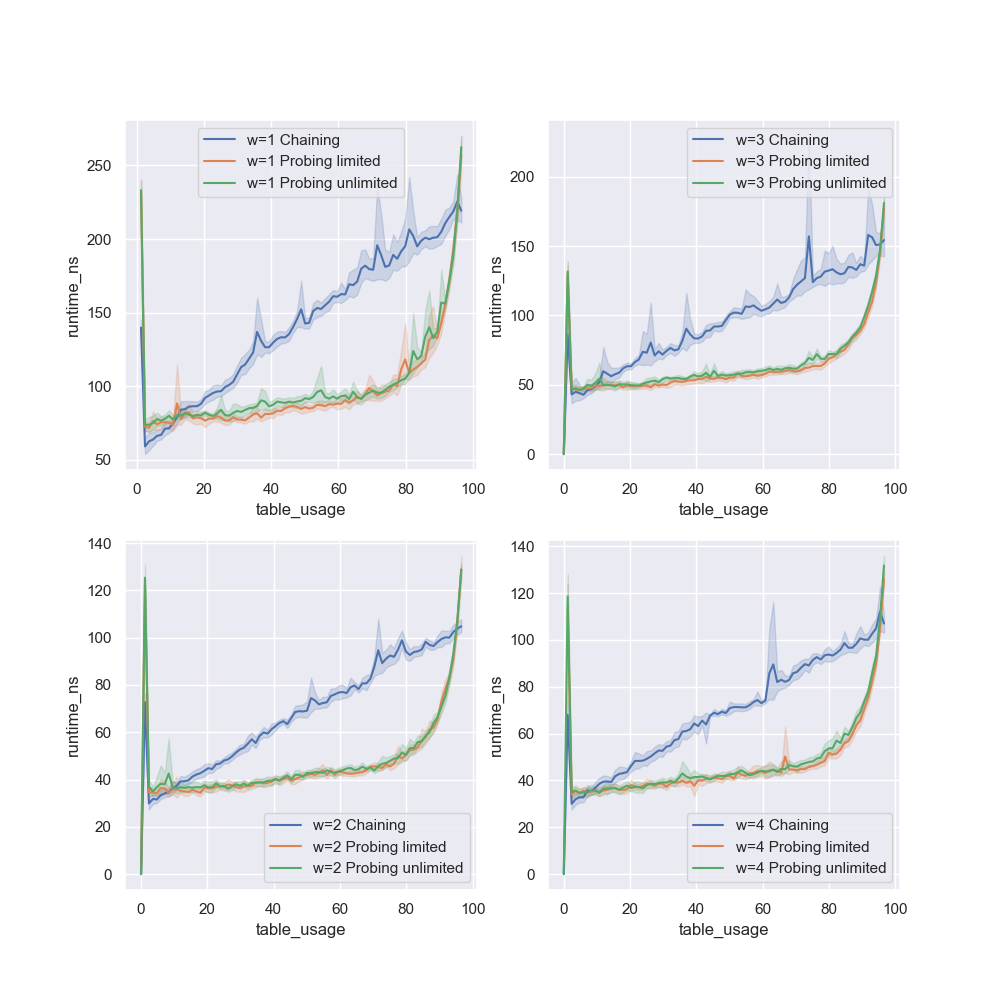 w=1 Chaining
w=1 Probing limited
w=1 Probing unlimited
250
200
150
100
50
runtime_ns
0 20 40 60 80 100
table_usage
w=3 Chaining
w=3 Probing limited
w=3 Probing unlimited
200
150
100
50
0
runtime_ns
0 20 40 60 80 100
table_usage
140
120
100
80
60
40
20
0
runtime_ns
w=2 Chaining
w=2 Probing limited
w=2 Probing unlimited
0 20 40 60 80 100
table_usage
140
120
100
80
60
40
20
0
runtime_ns
w=4 Chaining
w=4 Probing limited
w=4 Probing unlimited
0 20 40 60 80 100
table_usage